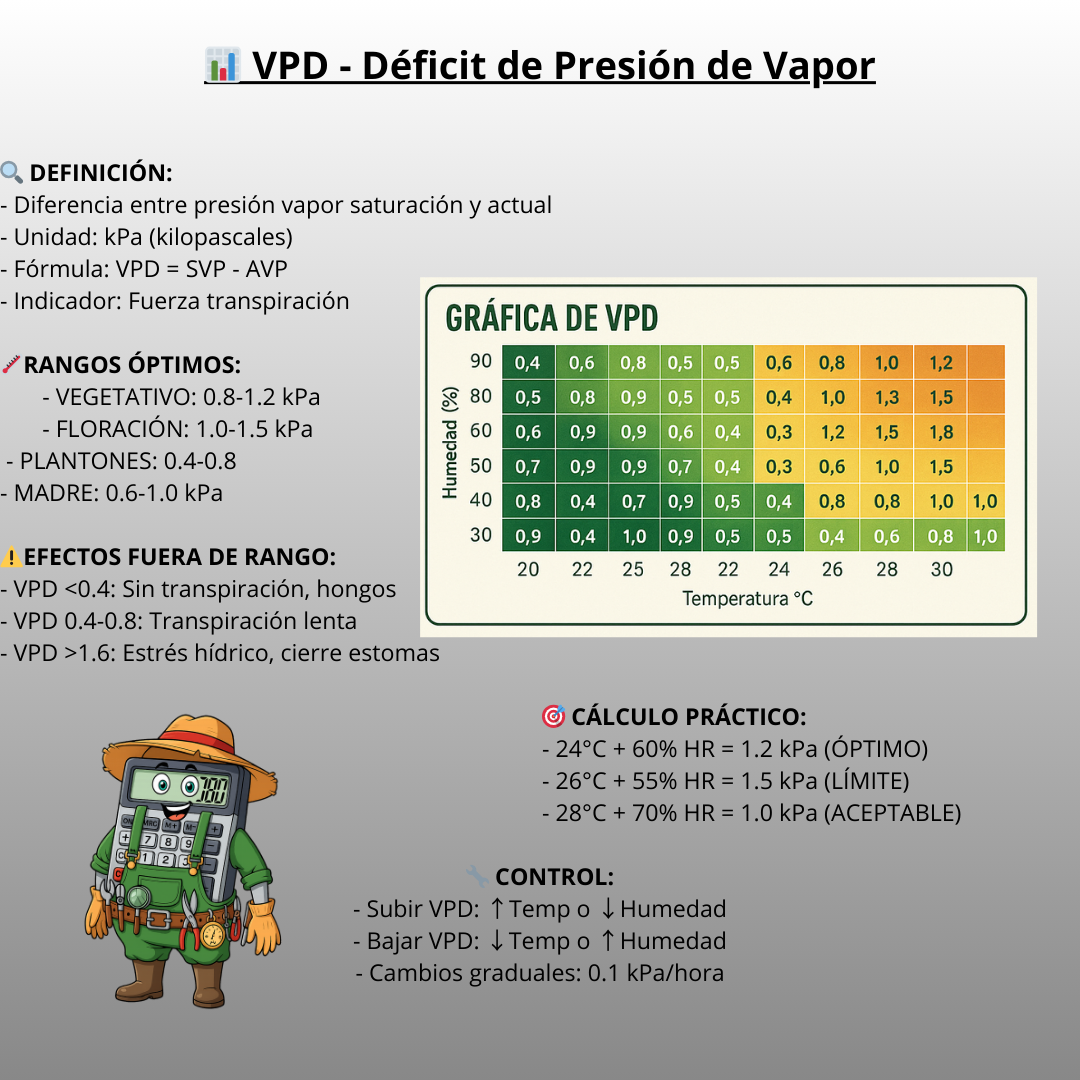 📊 VPD - Déficit de Presión de Vapor
🔍 DEFINICIÓN:
- Diferencia entre presión vapor saturación y actual
- Unidad: kPa (kilopascales)
- Fórmula: VPD = SVP - AVP
- Indicador: Fuerza transpiración
🌡️RANGOS ÓPTIMOS:
- VEGETATIVO: 0.8-1.2 kPa
- FLORACIÓN: 1.0-1.5 kPa
- PLANTONES: 0.4-0.8
- MADRE: 0.6-1.0 kPa
⚠️EFECTOS FUERA DE RANGO:
- VPD <0.4: Sin transpiración, hongos
- VPD 0.4-0.8: Transpiración lenta
- VPD >1.6: Estrés hídrico, cierre estomas
GRÁFICA DE VPD
Humedad (%)
90 0,4 0,6 0,8 0,5 0,5 0,6 0,8 1,0 1,2
80 0,5 0,8 0,9 0,5 0,5 0,4 1,0 1,3 1,5
60 0,6 0,9 0,9 0,6 0,4 0,3 1,2 1,5 1,8
50 0,7 0,9 0,9 0,7 0,4 0,3 0,6 1,0 1,5
40 0,8 0,4 0,7 0,9 0,5 0,4 0,8 0,8 1,0 1,0
30 0,9 0,4 1,0 0,9 0,5 0,5 0,4 0,6 0,8 1,0
20 22 25 28 22 24 26 28 30
Temperatura °C
🎯 CÁLCULO PRÁCTICO:
- 24°C + 60% HR = 1.2 kPa (ÓPTIMO)
- 26°C + 55% HR = 1.5 kPa (LÍMITE)
- 28°C + 70% HR = 1.0 kPa (ACEPTABLE)
🔧 CONTROL:
- Subir VPD: ↑Temp o ↓Humedad
- Bajar VPD: ↓Temp o ↑Humedad
- Cambios graduales: 0.1 kPa/hora
M+ M-
+ 7 8 9 -
1 2